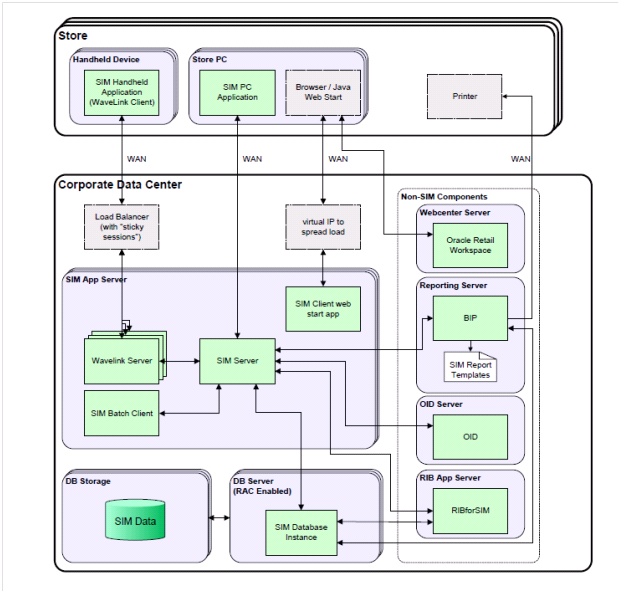 Store
Handheld Device
Store PC
SIM Handheld
Application
(WaveLink Client)
SIM PC
Application
Browser / Java
Web Start
Printer
WAN
WAN
WAN
WAN
Corporate Data Center
Non-SIM Components
Load Balancer
(with "sticky
sessions")
virtual IP to
spread load
Webcenter Server
Oracle Retail
Workspace
SIM App Server
SIM Client web
start app
Reporting Server
BIP
SIM Report
Templates
Wavelink Server
SIM Server
SIM Batch Client
OID Server
OID
DB Storage
SIM Data
DB Server
(RAC Enabled)
SIM Database
Instance
RIB App Server
RIBforSIM